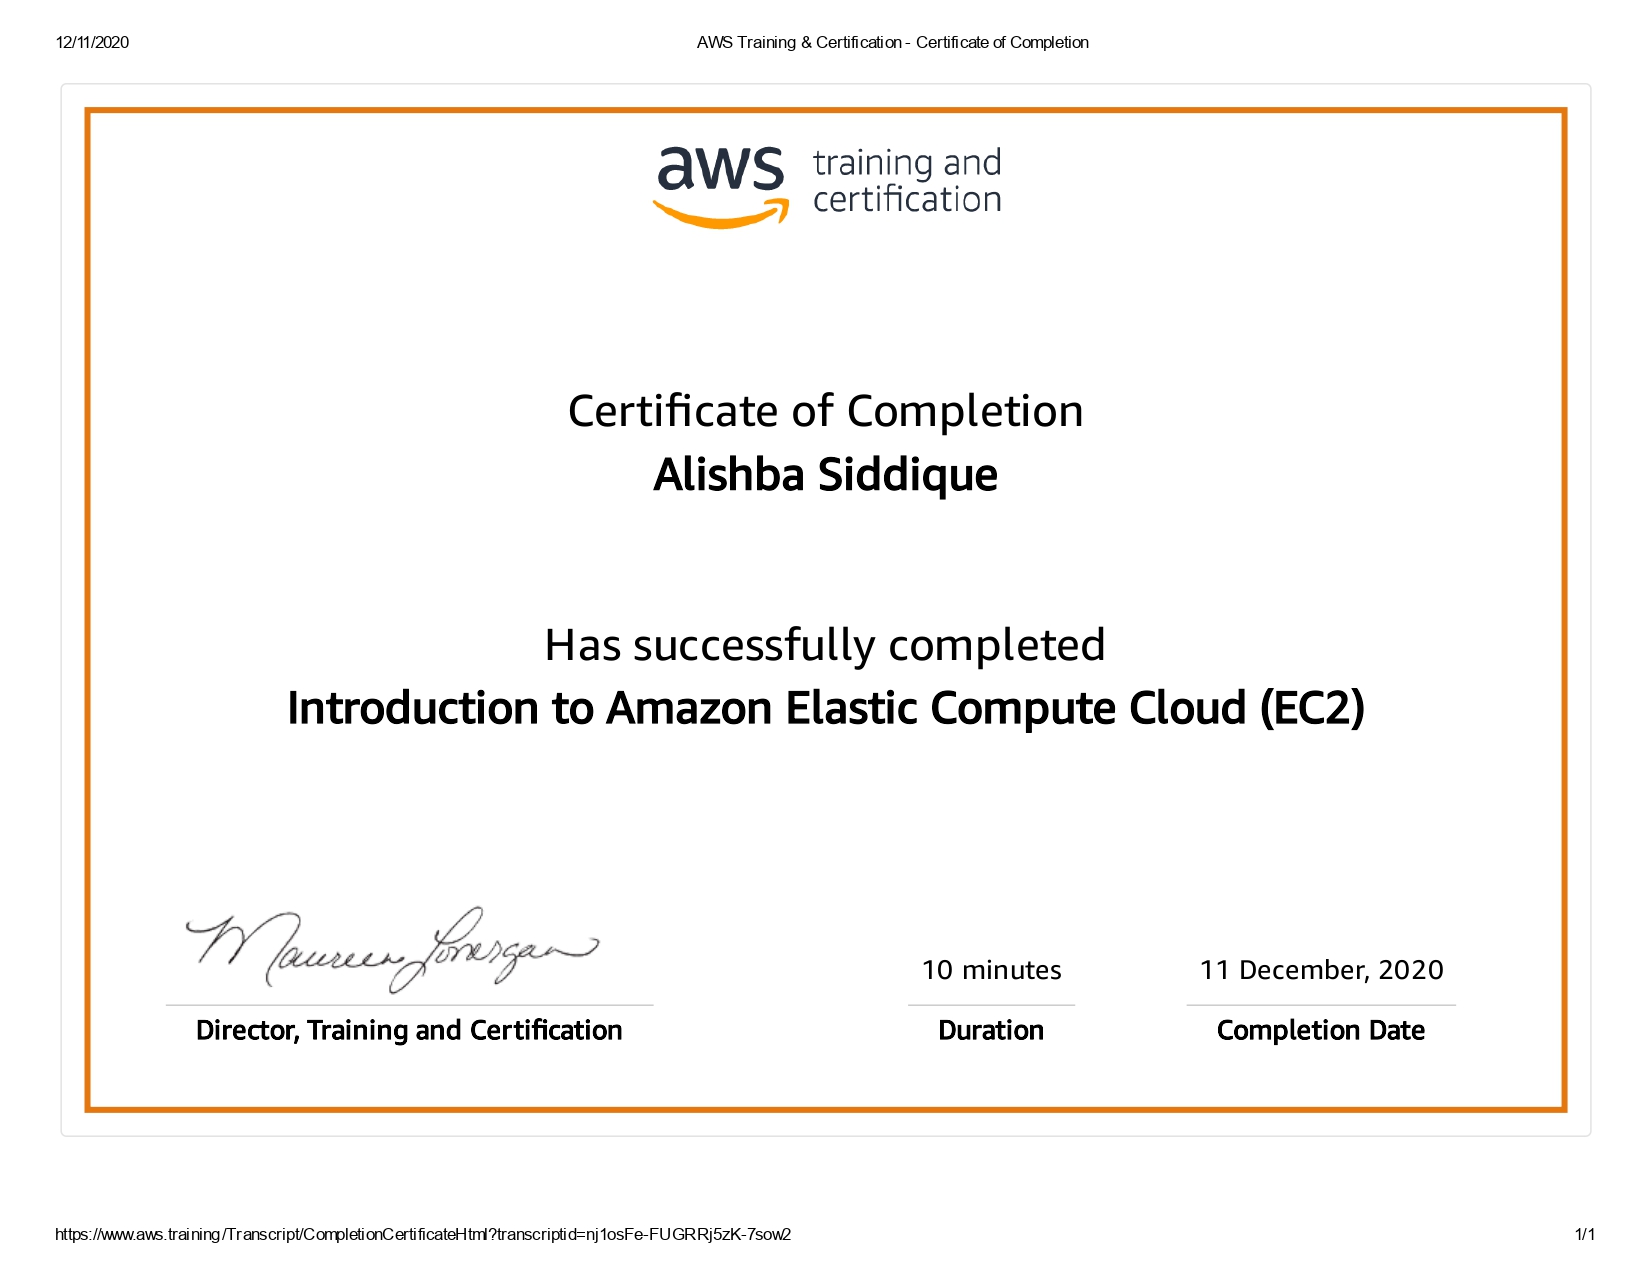 12/11/2020
AWS Training & Certification - Certificate of Completion
aws training and
certification
Certificate of Completion
Alishba Siddique
Has successfully completed
Introduction to Amazon Elastic Compute Cloud (EC2)
Maureen Lonergan
10 minutes
11 December, 2020
Director, Training and Certification
Duration
Completion Date
https://www.aws.training/Transcript/CompletionCertificateHtml?transcriptid=nj1osFe-FUGRRj5zK-7sow2
1/1